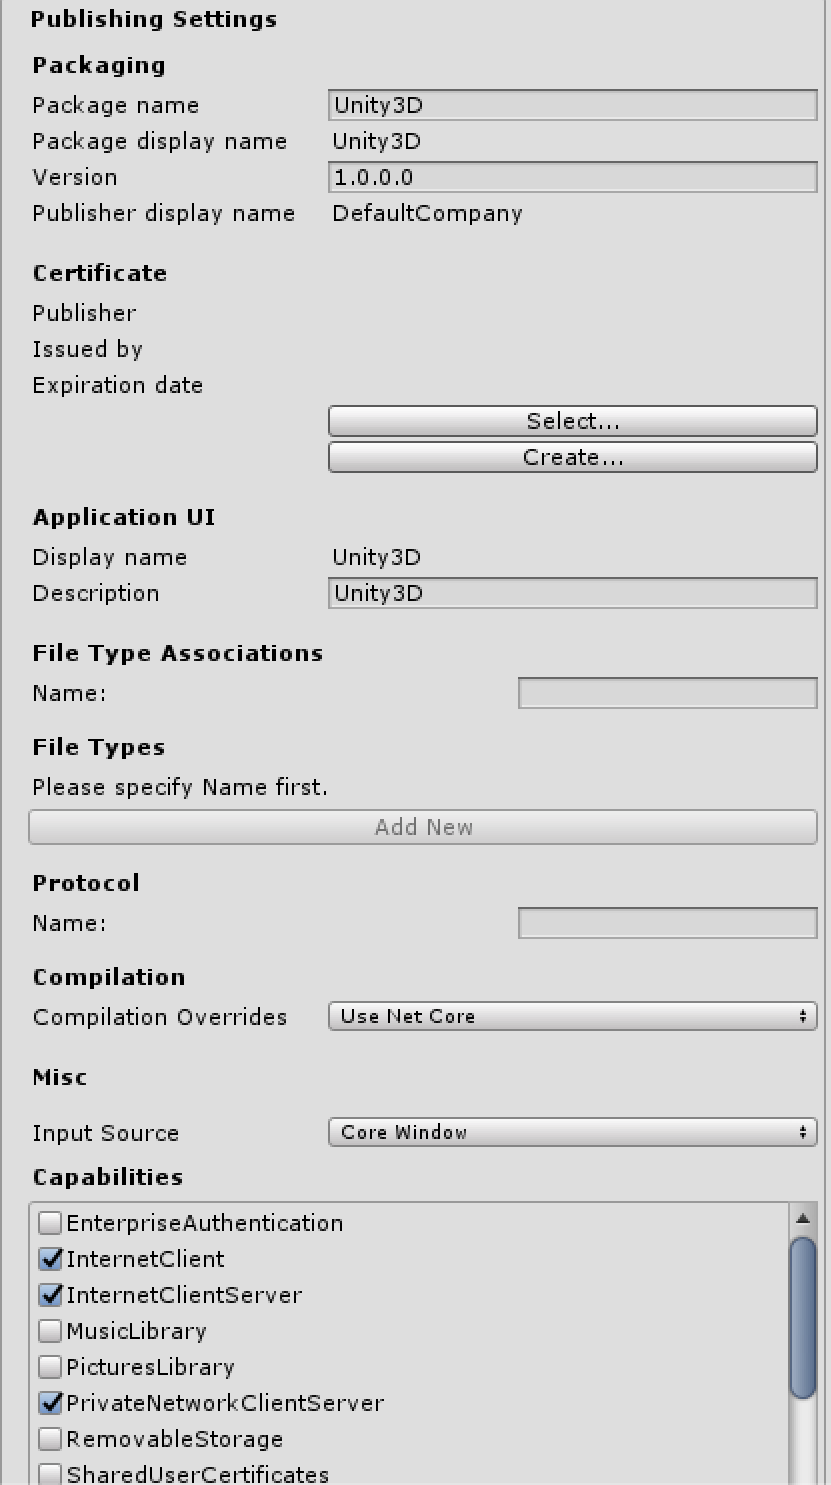 Publishing Settings
Packaging
Package name Unity3D
Package display name Unity3D
Version 1.0.0.0
Publisher display name DefaultCompany
Certificate
Publisher
Issued by
Expiration date
Select...
Create...
Application UI
Display name Unity3D
Description Unity3D
File Type Associations
Name:
File Types
Please specify Name first.
Add New
Protocol
Name:
Compilation
Compilation Overrides Use Net Core
Misc
Input Source Core Window
Capabilities
EnterpriseAuthentication
InternetClient
InternetClientServer
MusicLibrary
PicturesLibrary
PrivateNetworkClientServer
RemovableStorage
SharedUserCertificates